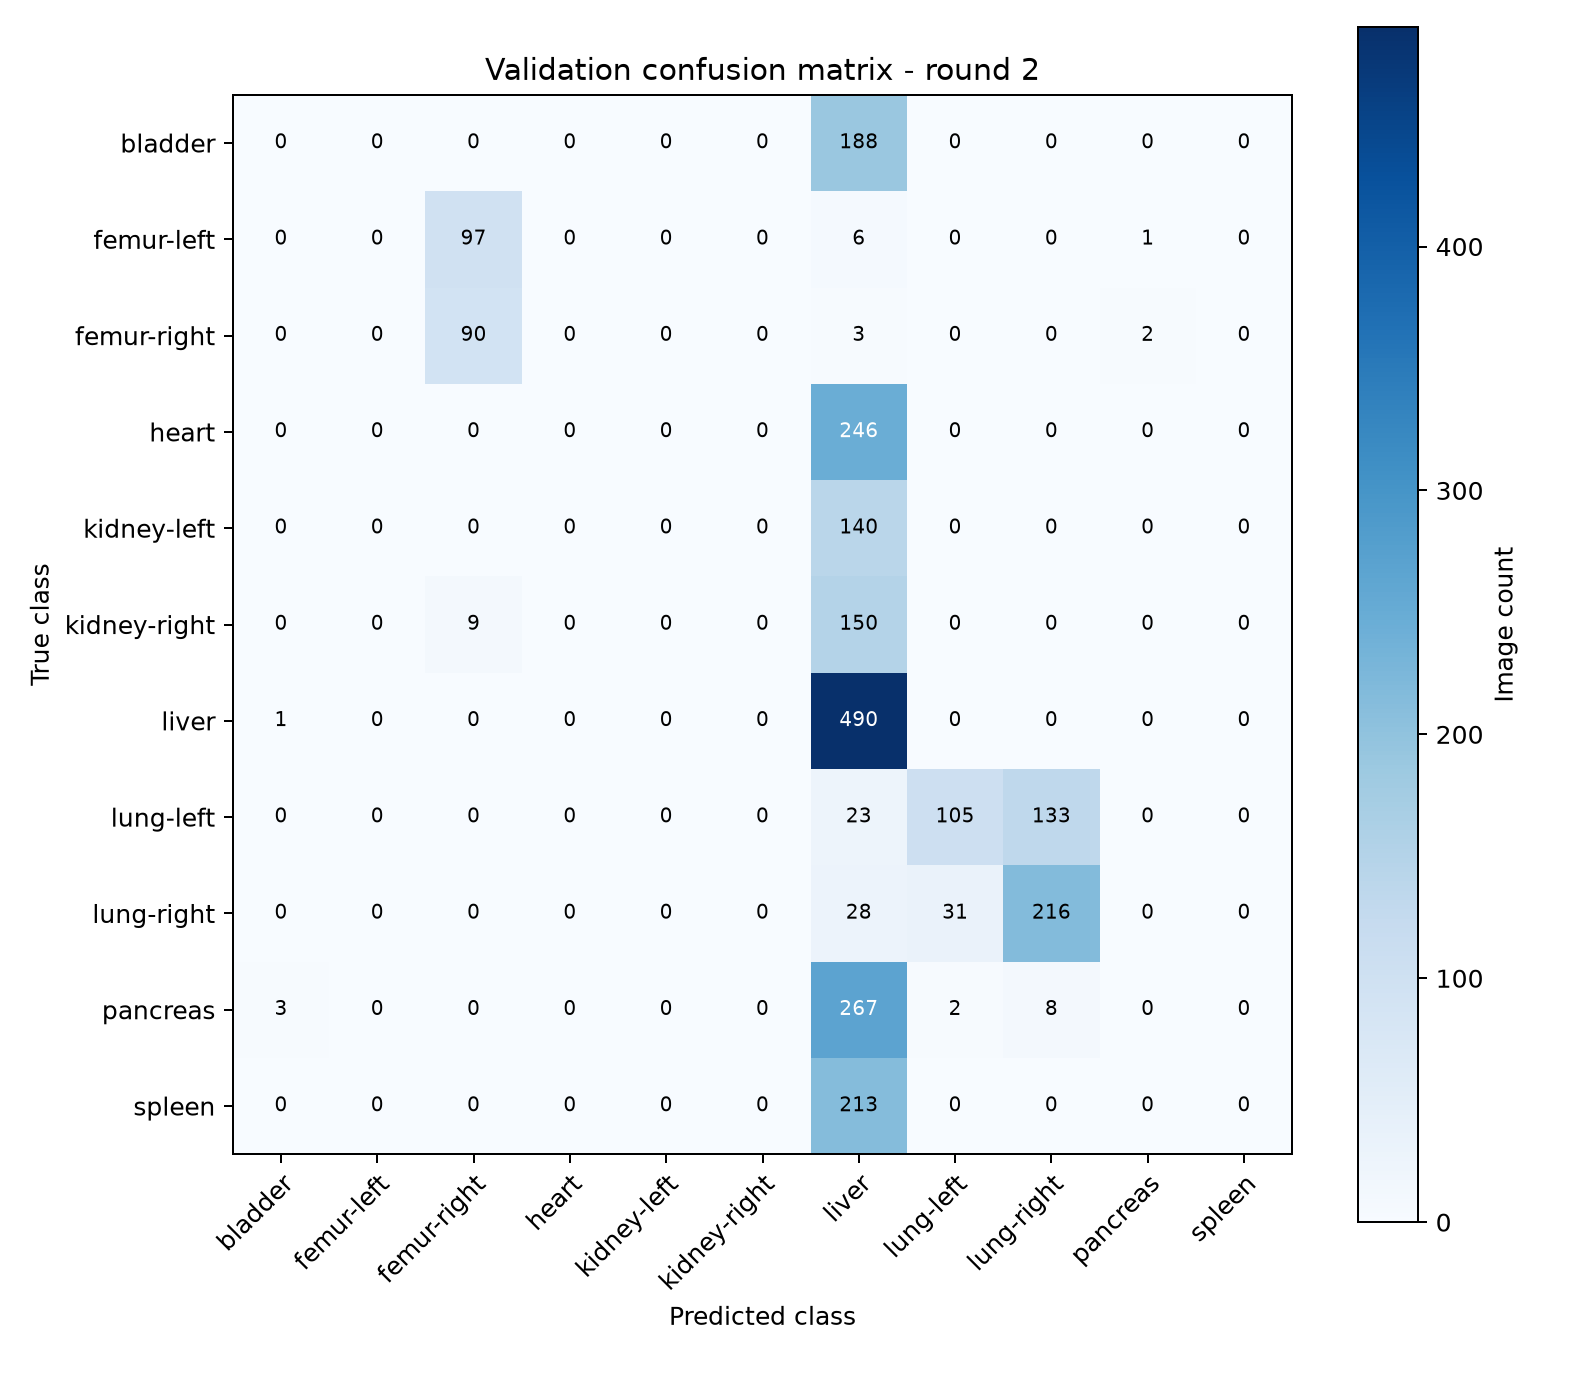 Validation confusion matrix - round 2
True class
bladder 0 0 0 0 0 0 188 0 0 0 0
femur-left 0 0 97 0 0 0 6 0 0 1 0
femur-right 0 0 90 0 0 0 3 0 0 2 0
heart 0 0 0 0 0 0 246 0 0 0 0
kidney-left 0 0 0 0 0 0 140 0 0 0 0
kidney-right 0 0 9 0 0 0 150 0 0 0 0
liver 1 0 0 0 0 0 490 0 0 0 0
lung-left 0 0 0 0 0 0 23 105 133 0 0
lung-right 0 0 0 0 0 0 28 31 216 0 0
pancreas 3 0 0 0 0 0 267 2 8 0 0
spleen 0 0 0 0 0 0 213 0 0 0 0
bladder femur-left femur-right heart kidney-left kidney-right liver lung-left lung-right pancreas spleen
Predicted class
400
300
200
100
0
Image count